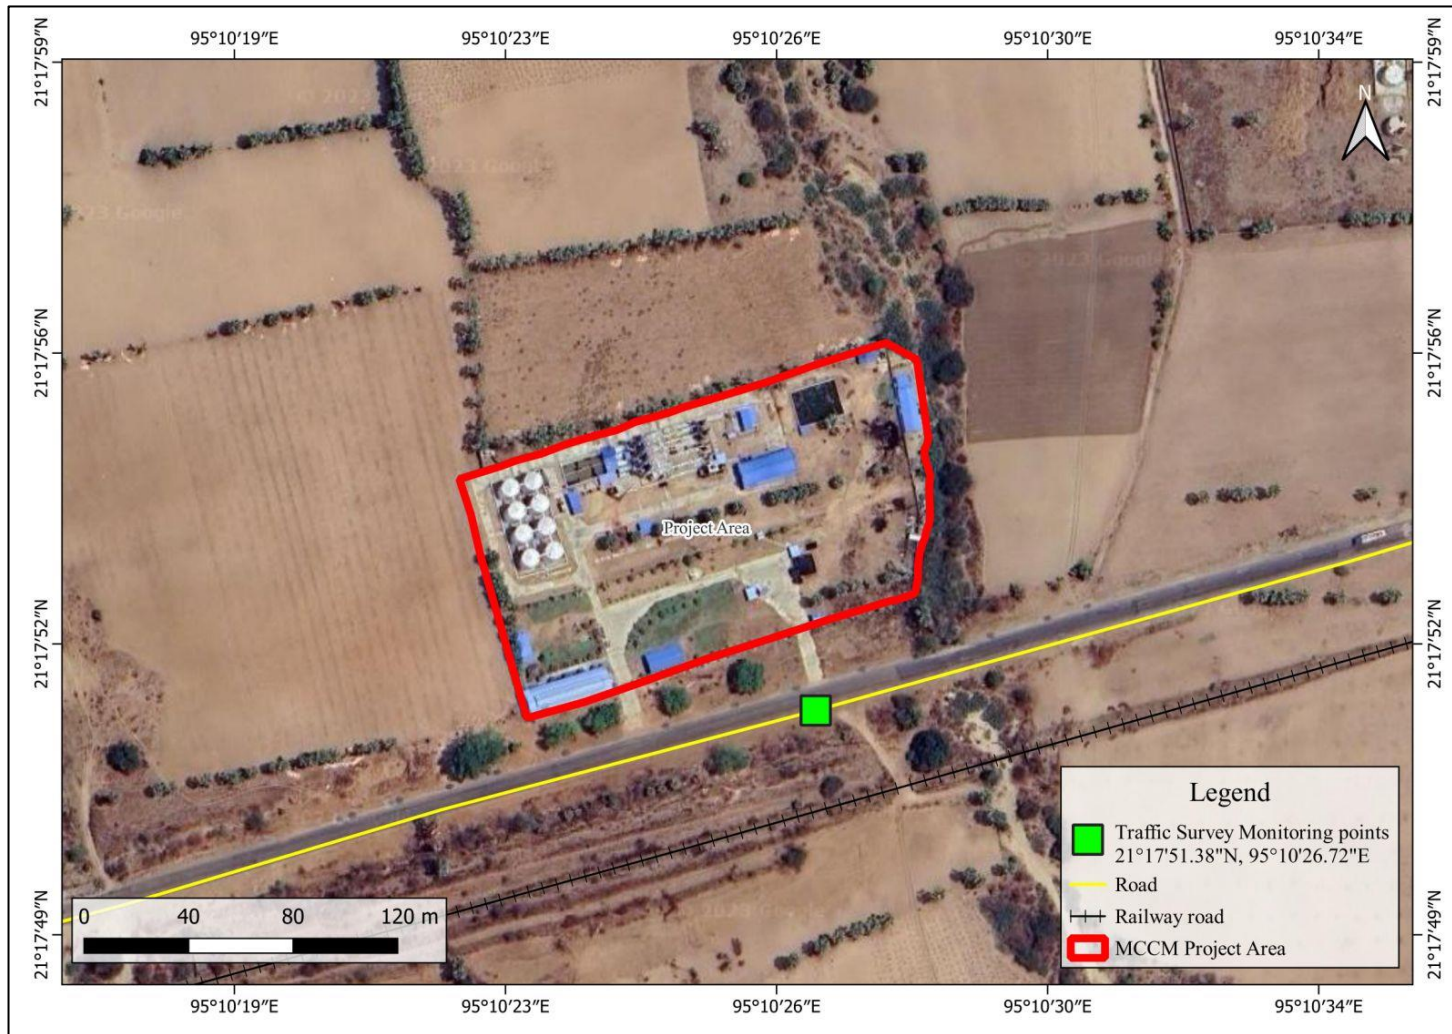 95°10'19"E 95°10'23"E 95°10'26"E 95°10'30"E 95°10'34"E
21°17'59"N 21°17'59"N
N
© 2023 Google
21°17'56"N 21°17'56"N
Project Area
21°17'52"N 21°17'52"N
Legend
Traffic Survey Monitoring points
21°17'51.38"N, 95°10'26.72"E
Road
Railway road
MCCM Project Area
0 40 80 120 m
21°17'49"N 21°17'49"N
95°10'19"E 95°10'23"E 95°10'26"E 95°10'30"E 95°10'34"E